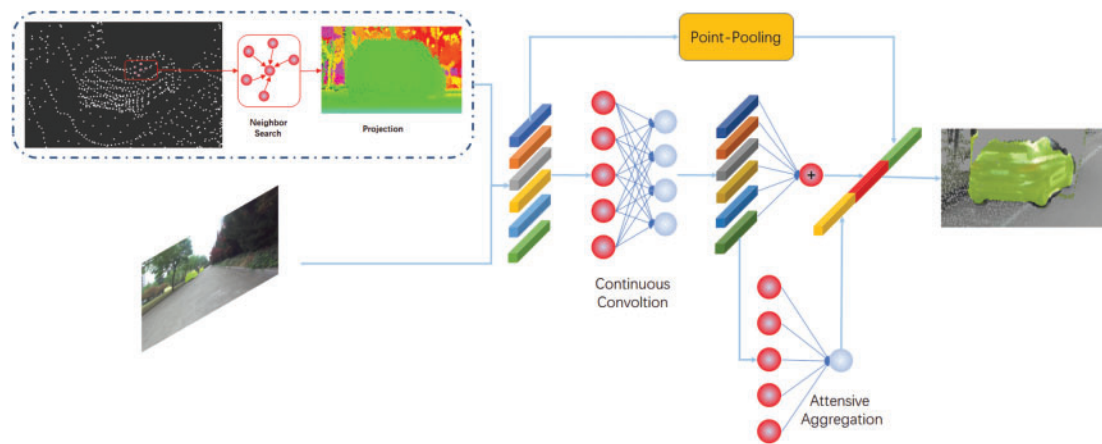 Point-Pooling
Neighbor
Search
Projection
+
Continuous
Convoltion
Attensive
Aggregation